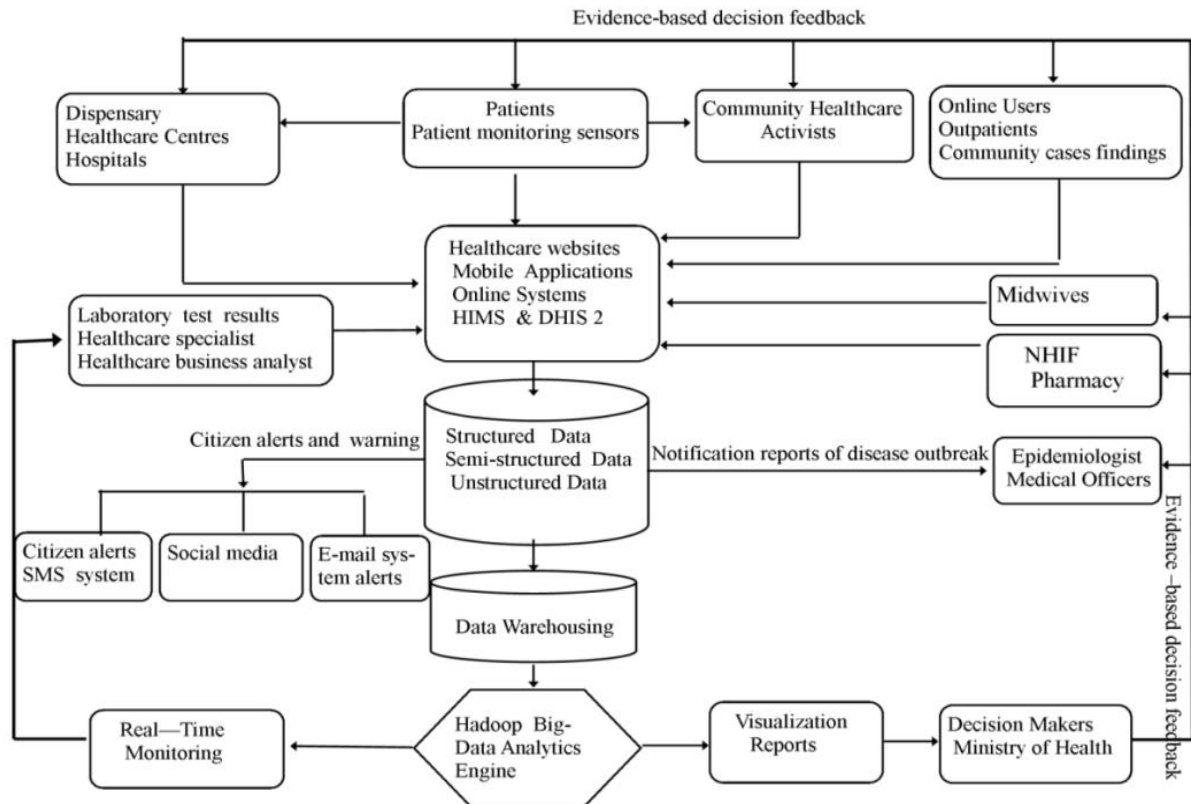 Evidence-based decision feedback
Dispensary
Healthcare Centres
Hospitals
Patients
Patient monitoring sensors
Community Healthcare
Activists
Online Users
Outpatients
Community cases findings
Healthcare websites
Mobile Applications
Online Systems
HIMS & DHIS 2
Midwives
Laboratory test results
Healthcare specialist
Healthcare business analyst
NHIF
Pharmacy
Citizen alerts and warning
Structured Data
Semi-structured Data
Unstructured Data
Notification reports of disease outbreak
Epidemiologist
Medical Officers
Citizen alerts
SMS system
Social media
E-mail sys-
tem alerts
Data Warehousing
Evidence –based decision feedback
Real—Time
Monitoring
Hadoop Big-
Data Analytics
Engine
Visualization
Reports
Decision Makers
Ministry of Health